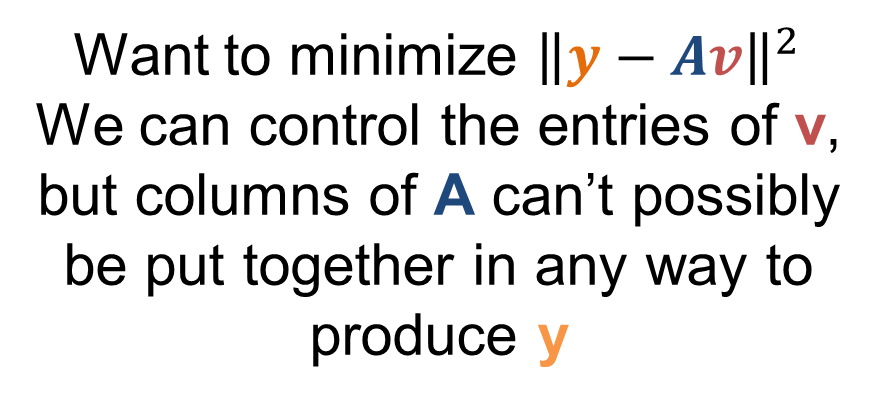 Want to minimize ‖y − Av‖²
We can control the entries of v,
but columns of A can’t possibly
be put together in any way to
produce y